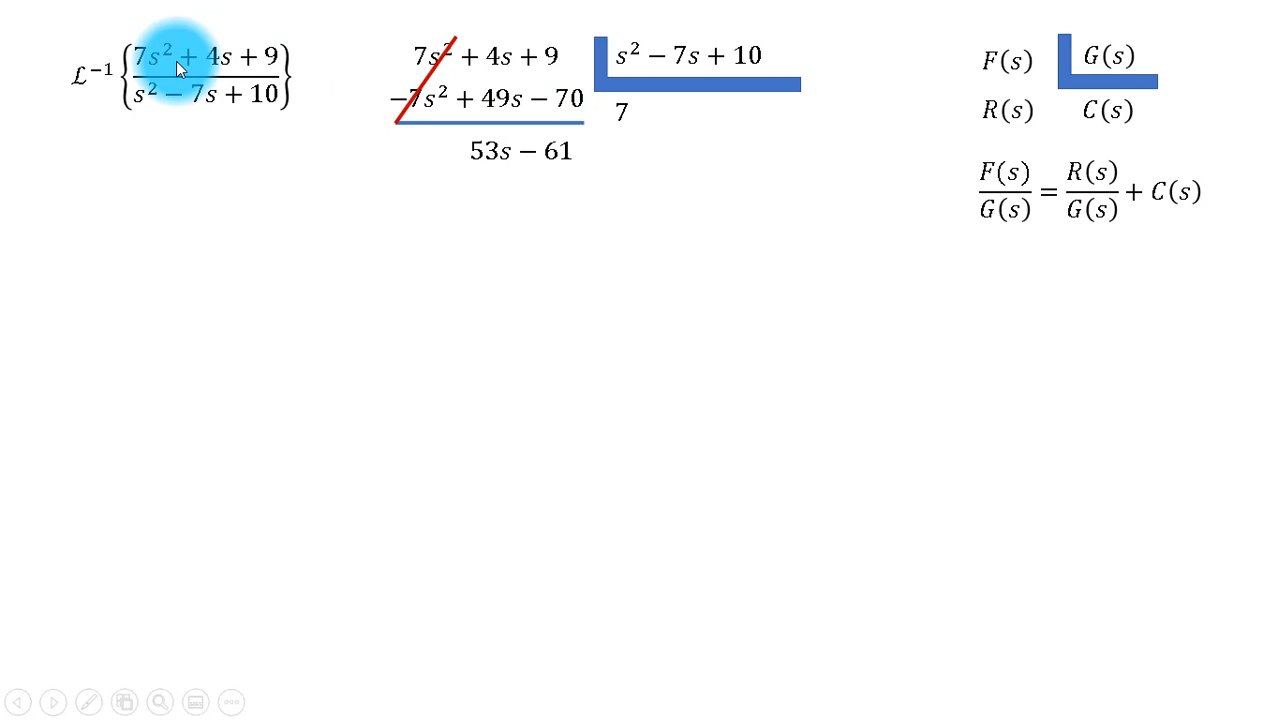 ℒ⁻¹ {(7s² + 4s + 9)/(s² − 7s + 10)}
7s² + 4s + 9
s² − 7s + 10
−7s² + 49s − 70
7
53s − 61
F(s)
G(s)
R(s)
C(s)
F(s)/G(s) = R(s)/G(s) + C(s)